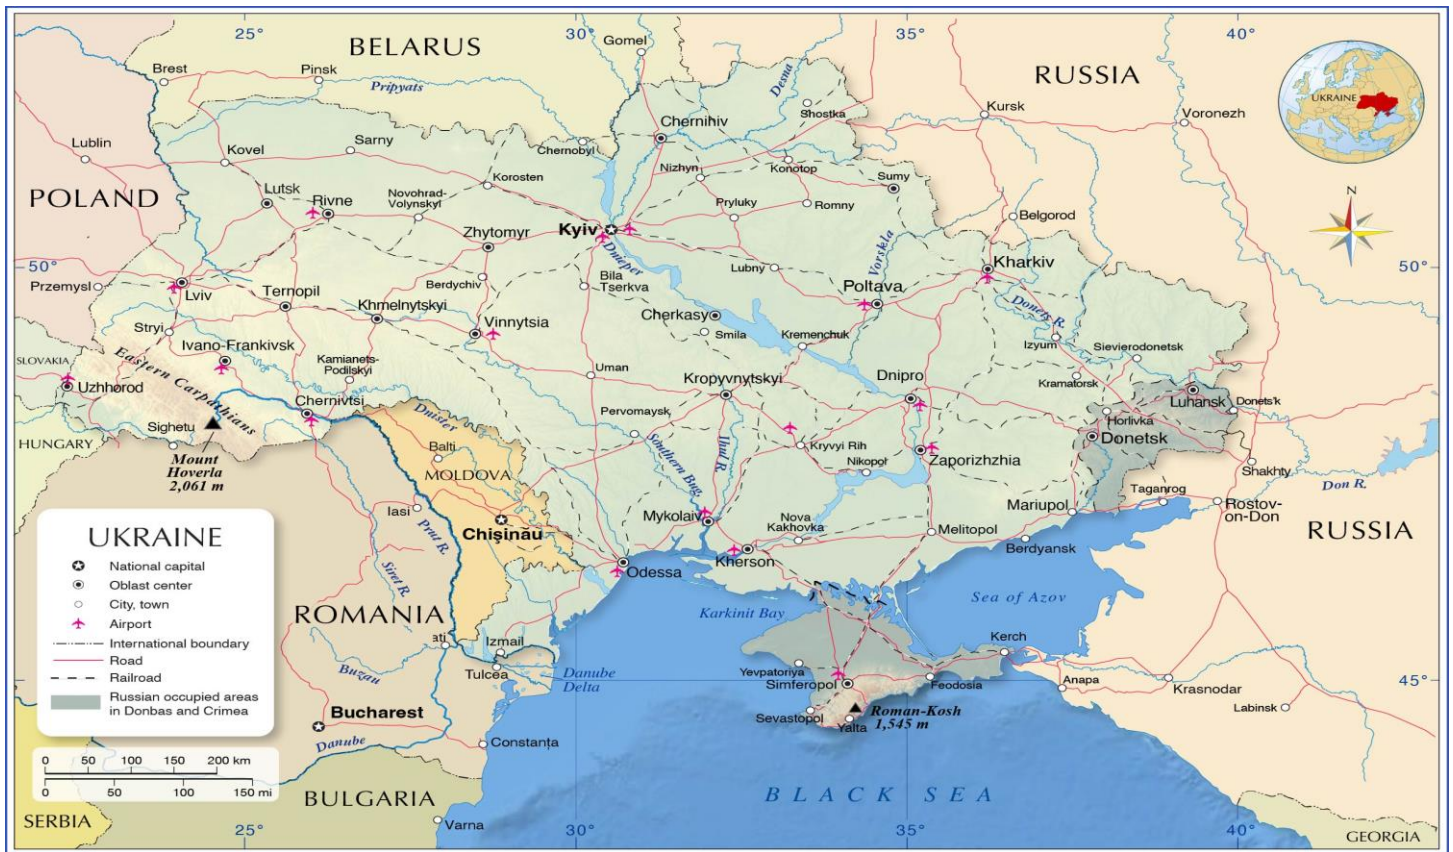 25°
30°
35°
40°
BELARUS
Gomel
RUSSIA
Brest
Pinsk
Pripyats
Desna
Shostka
Kursk
Voronezh
UKRAINE
Lublin
Kovel
Sarny
Chernobyl
Chernihiv
Nizhyn
Konotop
Sumy
Korosten
POLAND
Lutsk
Rivne
Novohrad-
Volynskyi
Pryluky
Romny
Belgorod
N
Zhytomyr
Kyiv
Dnieper
Vorskla
Kharkiv
50°
50°
Przemysl
Lviv
Ternopil
Berdychiv
Bila
Tserkva
Lubny
Poltava
Donets R.
Khmelnytskyi
Stryi
Vinnytsia
Cherkasy
Smila
Kremenchuk
Izyum
Sievierodonetsk
SLOVAKIA
Ivano-Frankivsk
Eastern Carpathians
Kamianets-
Podilskyi
Uzhhorod
Uman
Kropyvnytskyi
Dnipro
Kramatorsk
Luhansk
Donets'k
Chernivtsi
Dnister
Pervomaysk
Horlivka
Donetsk
HUNGARY
Sighetu
Mount
Hoverla
2,061 m
Balti
MOLDOVA
Southern Bug.
Ihul R.
Kryvyi Rih
Nikopol
Zaporizhzhia
Shakhty
Don R.
Taganrog
Rostov-
on-Don
Iasi
Prut R.
Chişinău
Mykolaiv
Nova
Kakhovka
Melitopol
Mariupol
Berdyansk
RUSSIA
Siret R.
Odessa
Kherson
Sea of Azov
Karkinit Bay
ROMANIA
ati
Izmail
Kerch
Tulcea
Danube
Delta
Buzau
Yevpatoriya
Simferopol
Feodosia
Anapa
Krasnodar
45°
Labinsk
Bucharest
Sevastopol
Yalta
Roman-Kosh
1,545 m
Danube
Constanța
BLACK SEA
BULGARIA
Varna
SERBIA
GEORGIA
25°
30°
35°
40°
UKRAINE
National capital
Oblast center
City, town
Airport
International boundary
Road
Railroad
Russian occupied areas
in Donbas and Crimea
0 50 100 150 200 km
0 50 100 150 mi